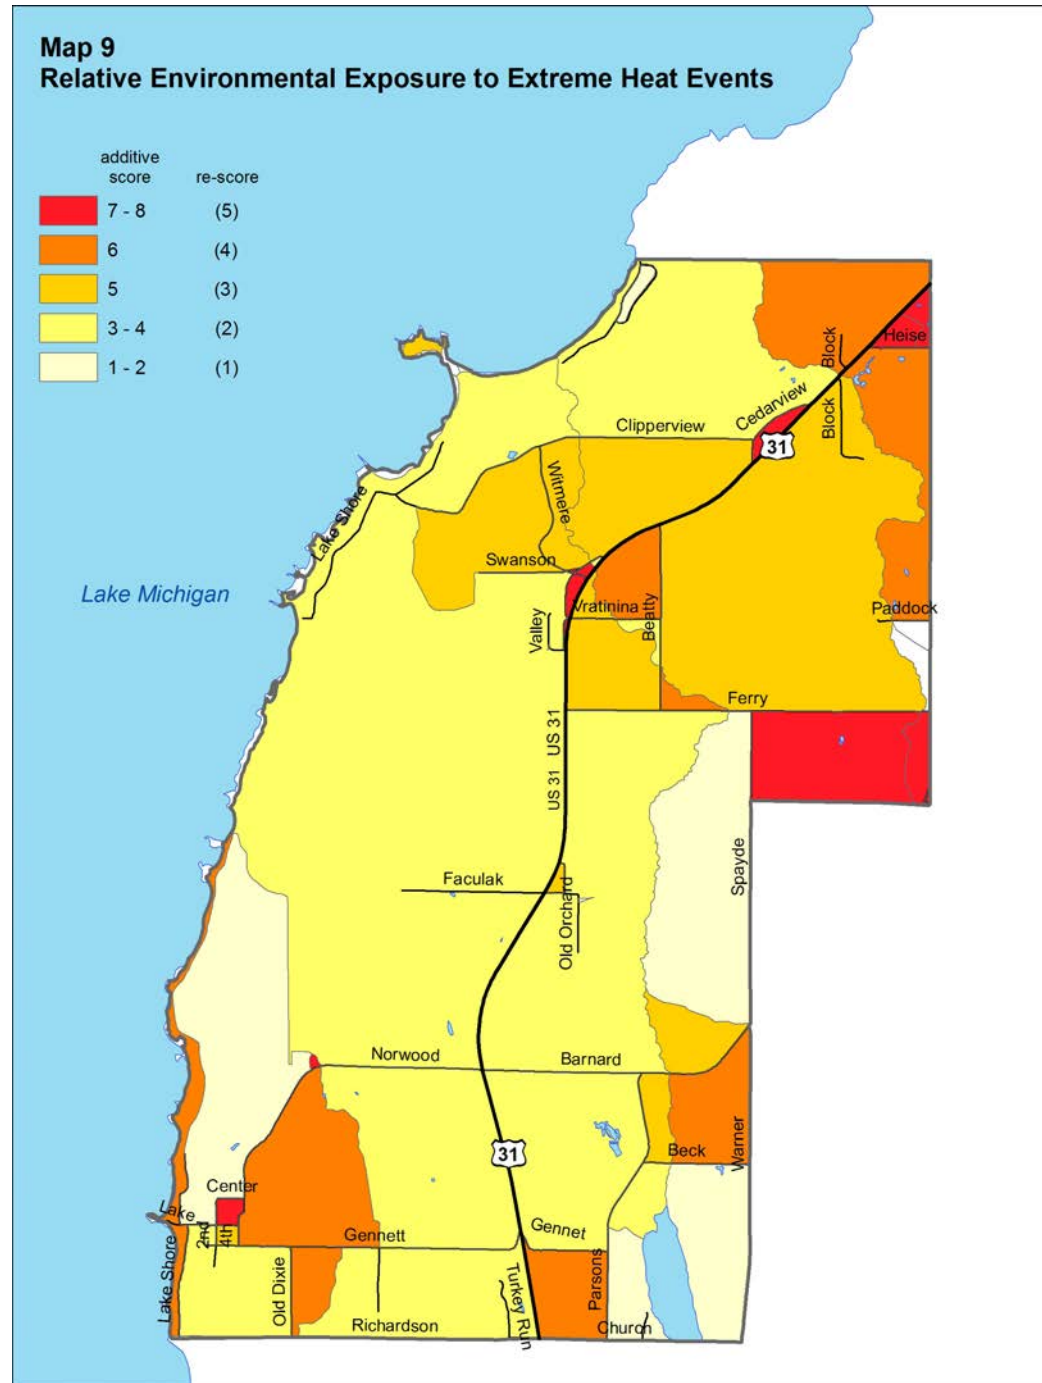 Map 9
Relative Environmental Exposure to Extreme Heat Events
additive
score
re-score
7 - 8
(5)
6
(4)
5
(3)
3 - 4
(2)
1 - 2
(1)
Heise
Block
Cedarview
Block
Clipperview
31
Witmere
Lake Shore
Swanson
Lake Michigan
Vratinina
Paddock
Beatty
Valley
Ferry
US 31
US 31
Spayde
Faculak
Old Orchard
Norwood
Barnard
31
Beck
Warner
Center
Lake
2nd
4th
Gennett
Gennet
Lake Shore
Old Dixie
Parsons
Turkey Run
Richardson
Church